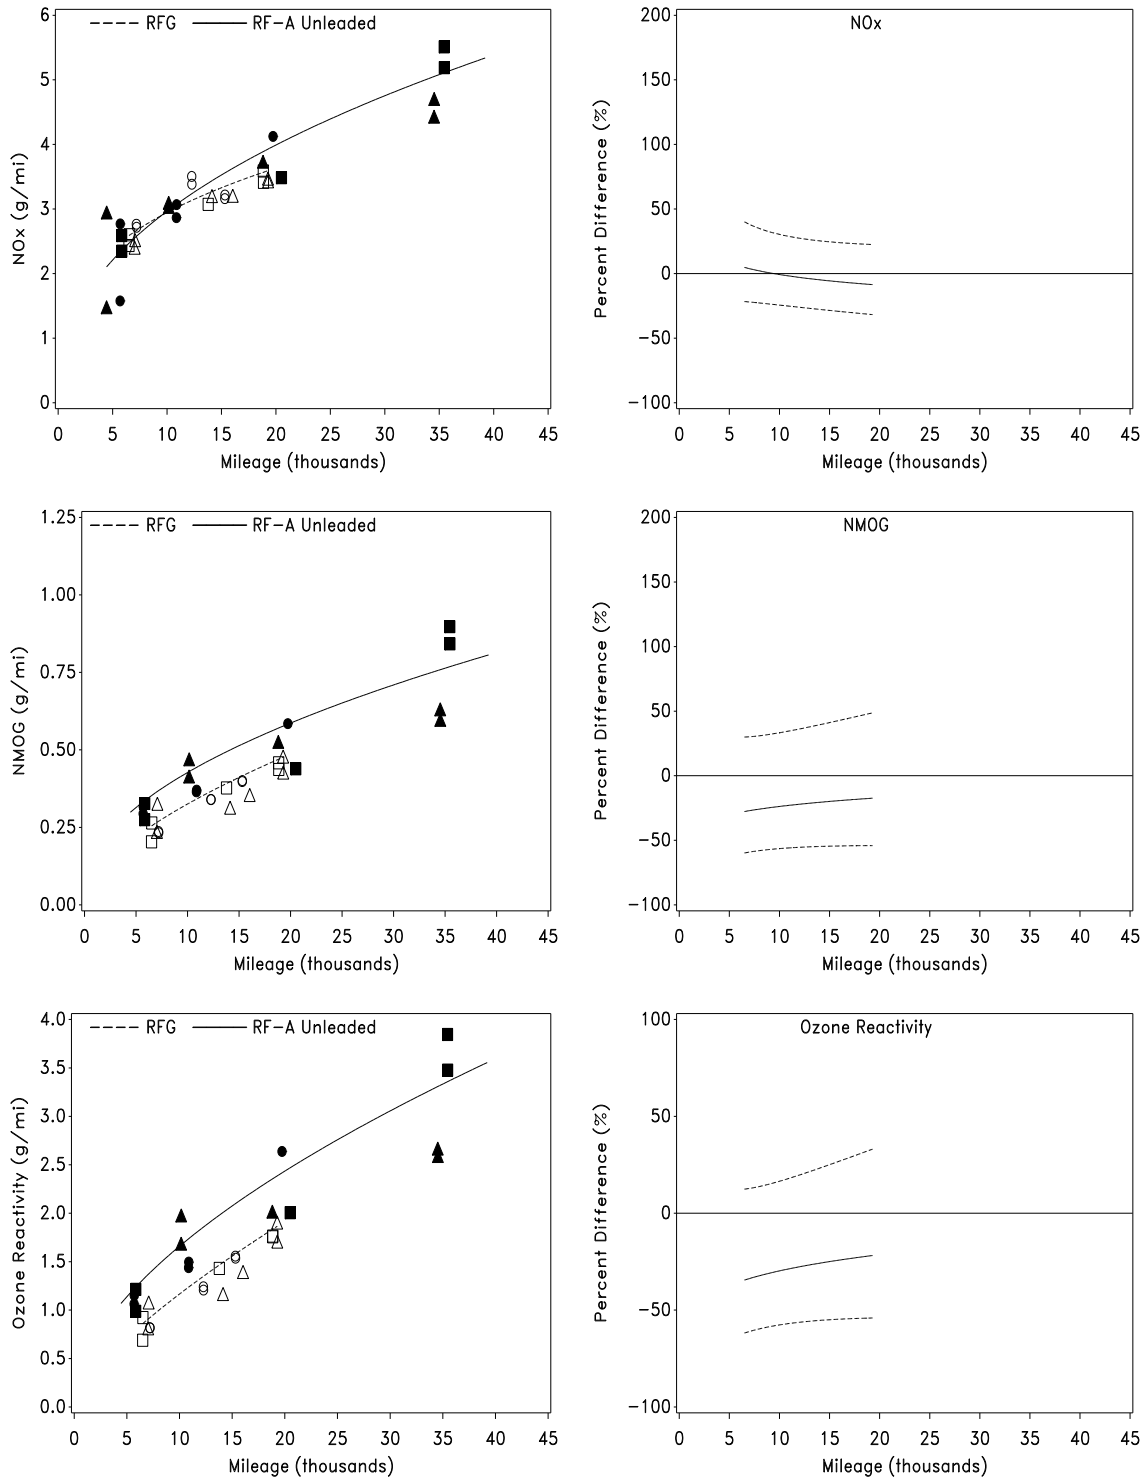 RFG RF-A Unleaded
6
5
4
3
2
1
0
NOx (g/mi)
0 5 10 15 20 25 30 35 40 45
Mileage (thousands)
NOx
200
150
100
50
0
-50
-100
Percent Difference (%)
0 5 10 15 20 25 30 35 40 45
Mileage (thousands)
RFG RF-A Unleaded
1.25
1.00
0.75
0.50
0.25
0.00
NMOG (g/mi)
0 5 10 15 20 25 30 35 40 45
Mileage (thousands)
NMOG
200
150
100
50
0
-50
-100
Percent Difference (%)
0 5 10 15 20 25 30 35 40 45
Mileage (thousands)
RFG RF-A Unleaded
4.0
3.5
3.0
2.5
2.0
1.5
1.0
0.5
0.0
Ozone Reactivity (g/mi)
0 5 10 15 20 25 30 35 40 45
Mileage (thousands)
Ozone Reactivity
100
50
0
-50
-100
Percent Difference (%)
0 5 10 15 20 25 30 35 40 45
Mileage (thousands)